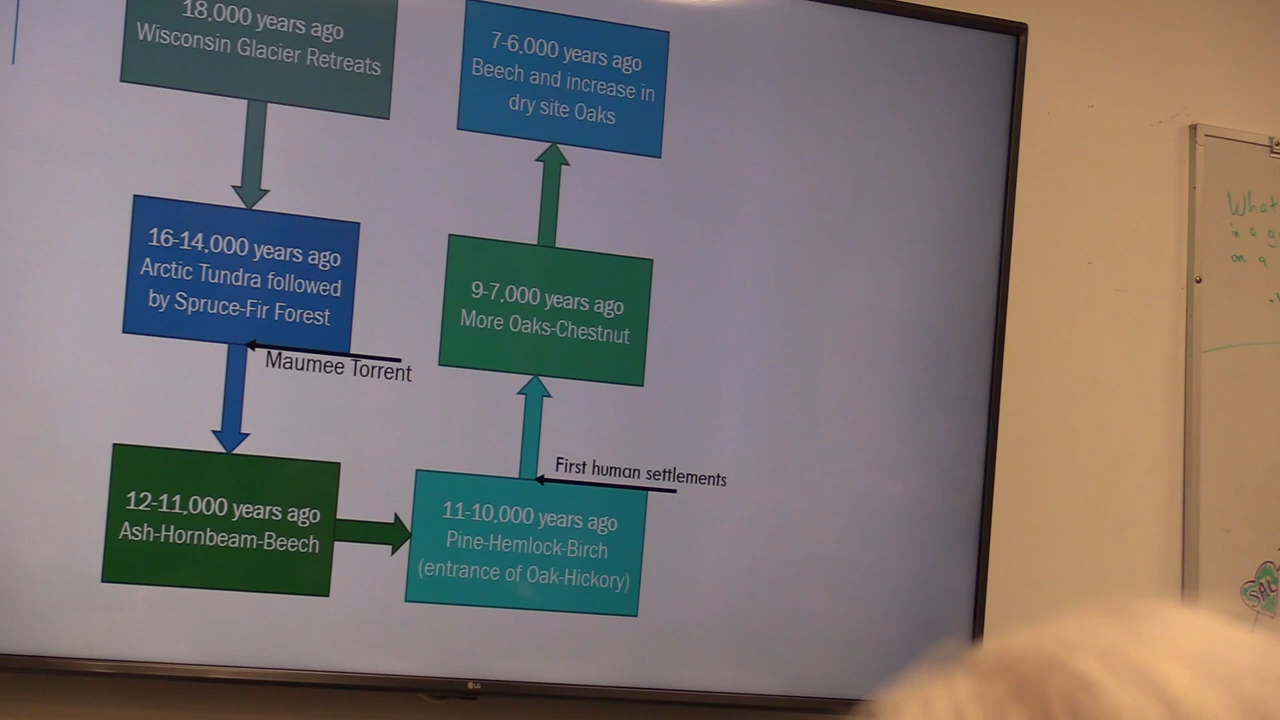 18,000 years ago
Wisconsin Glacier Retreats
16-14,000 years ago
Arctic Tundra followed
by Spruce-Fir Forest
Maumee Torrent
12-11,000 years ago
Ash-Hornbeam-Beech
11-10,000 years ago
Pine-Hemlock-Birch
(entrance of Oak-Hickory)
First human settlements
9-7,000 years ago
More Oaks-Chestnut
7-6,000 years ago
Beech and increase in
dry site Oaks
LG
What
is a g
on a